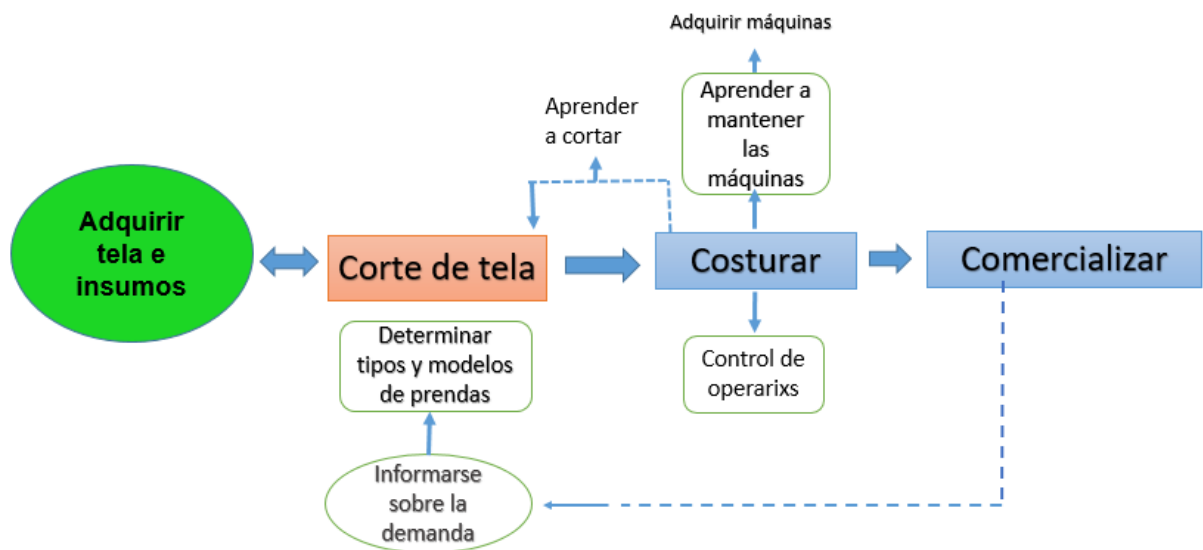 Adquirir máquinas
Aprender a
mantener
las
máquinas
Aprender
a cortar
Adquirir
tela e
insumos
Corte de tela
Costurar
Comercializar
Determinar
tipos y modelos
de prendas
Control de
operarixs
Informarse
sobre la
demanda